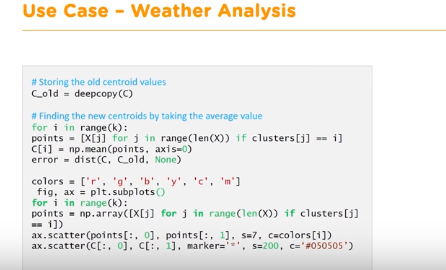 Use Case – Weather Analysis
# Storing the old centroid values
C_old = deepcopy(C)
# Finding the new centroids by taking the average value
for i in range(k):
points = [X[j] for j in range(len(X)) if clusters[j] == i]
C[i] = np.mean(points, axis=0)
error = dist(C, C_old, None)
colors = ['r', 'g', 'b', 'y', 'c', 'm']
fig, ax = plt.subplots()
for i in range(k):
points = np.array([X[j] for j in range(len(X)) if clusters[j]
== i])
ax.scatter(points[:, 0], points[:, 1], s=7, c=colors[i])
ax.scatter(C[:, 0], C[:, 1], marker='*', s=200, c='#050505')